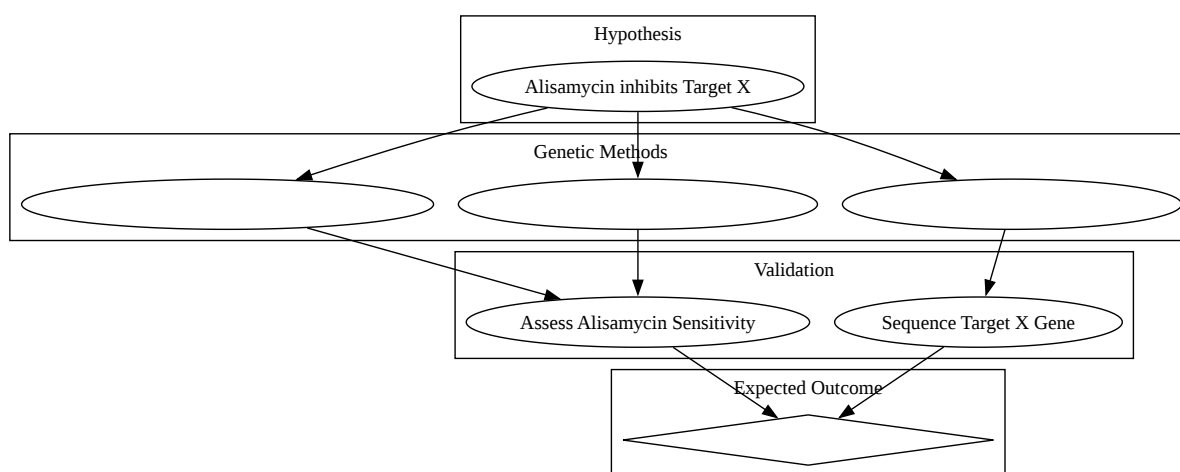 Hypothesis
Alisamycin inhibits Target X
Genetic Methods
Validation
Assess Alisamycin Sensitivity
Sequence Target X Gene
Expected Outcome